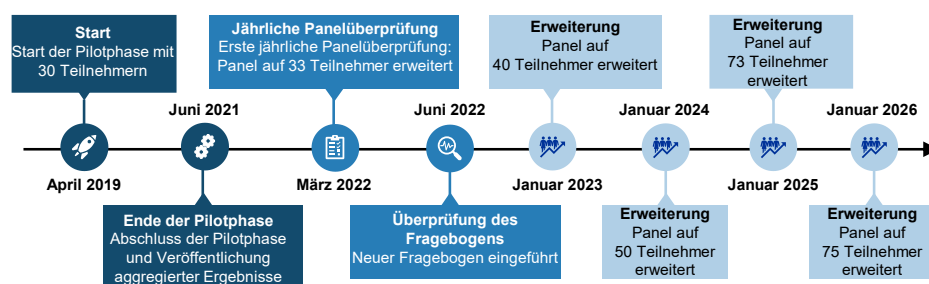 Start
Start der Pilotphase mit
30 Teilnehmern
April 2019
Juni 2021
Ende der Pilotphase
Abschluss der Pilotphase
und Veröffentlichung
aggregierter Ergebnisse
Jährliche Panelüberprüfung
Erste jährliche Panelüberprüfung:
Panel auf 33 Teilnehmer erweitert
März 2022
Juni 2022
Überprüfung des
Fragebogens
Neuer Fragebogen eingeführt
Erweiterung
Panel auf
40 Teilnehmer erweitert
Januar 2023
Januar 2024
Erweiterung
Panel auf
50 Teilnehmer
erweitert
Erweiterung
Panel auf
73 Teilnehmer
erweitert
Januar 2025
Januar 2026
Erweiterung
Panel auf
75 Teilnehmer
erweitert